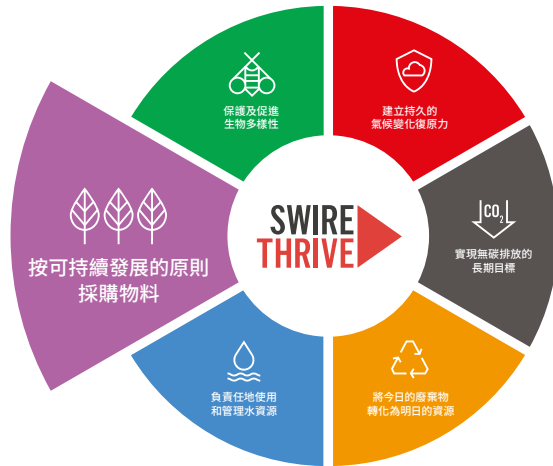 保護及促進
生物多樣性
建立持久的
氣候變化復原力
CO₂
實現無碳排放的
長期目標
將今日的廢棄物
轉化為明日的資源
負責任地使用
和管理水資源
按可持續發展的原則
採購物料
SWIRE
THRIVE